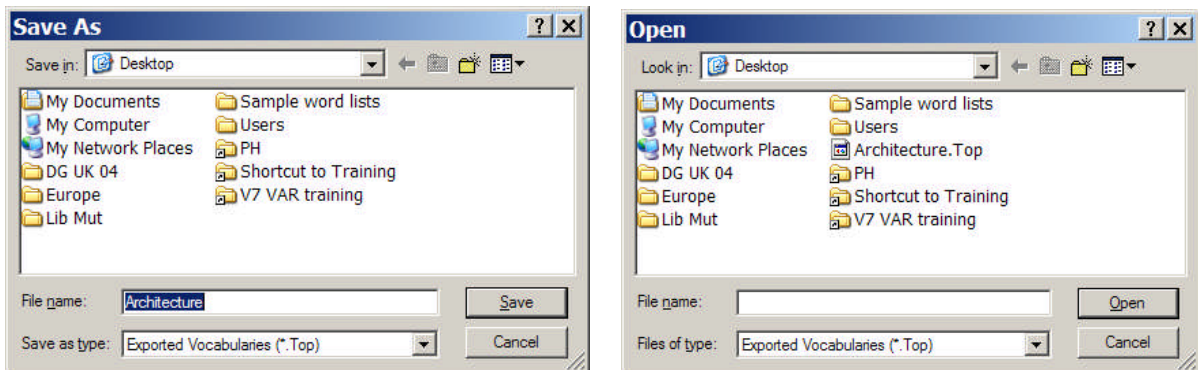 Save As
Save in: Desktop
My Documents
My Computer
My Network Places
DG UK 04
Europe
Lib Mut
Sample word lists
Users
PH
Shortcut to Training
V7 VAR training
File name: Architecture Save
Save as type: Exported Vocabularies (*.Top) Cancel
Open
Look in: Desktop
My Documents
My Computer
My Network Places
DG UK 04
Europe
Lib Mut
Sample word lists
Users
Architecture.Top
PH
Shortcut to Training
V7 VAR training
File name: Open
Files of type: Exported Vocabularies (*.Top) Cancel